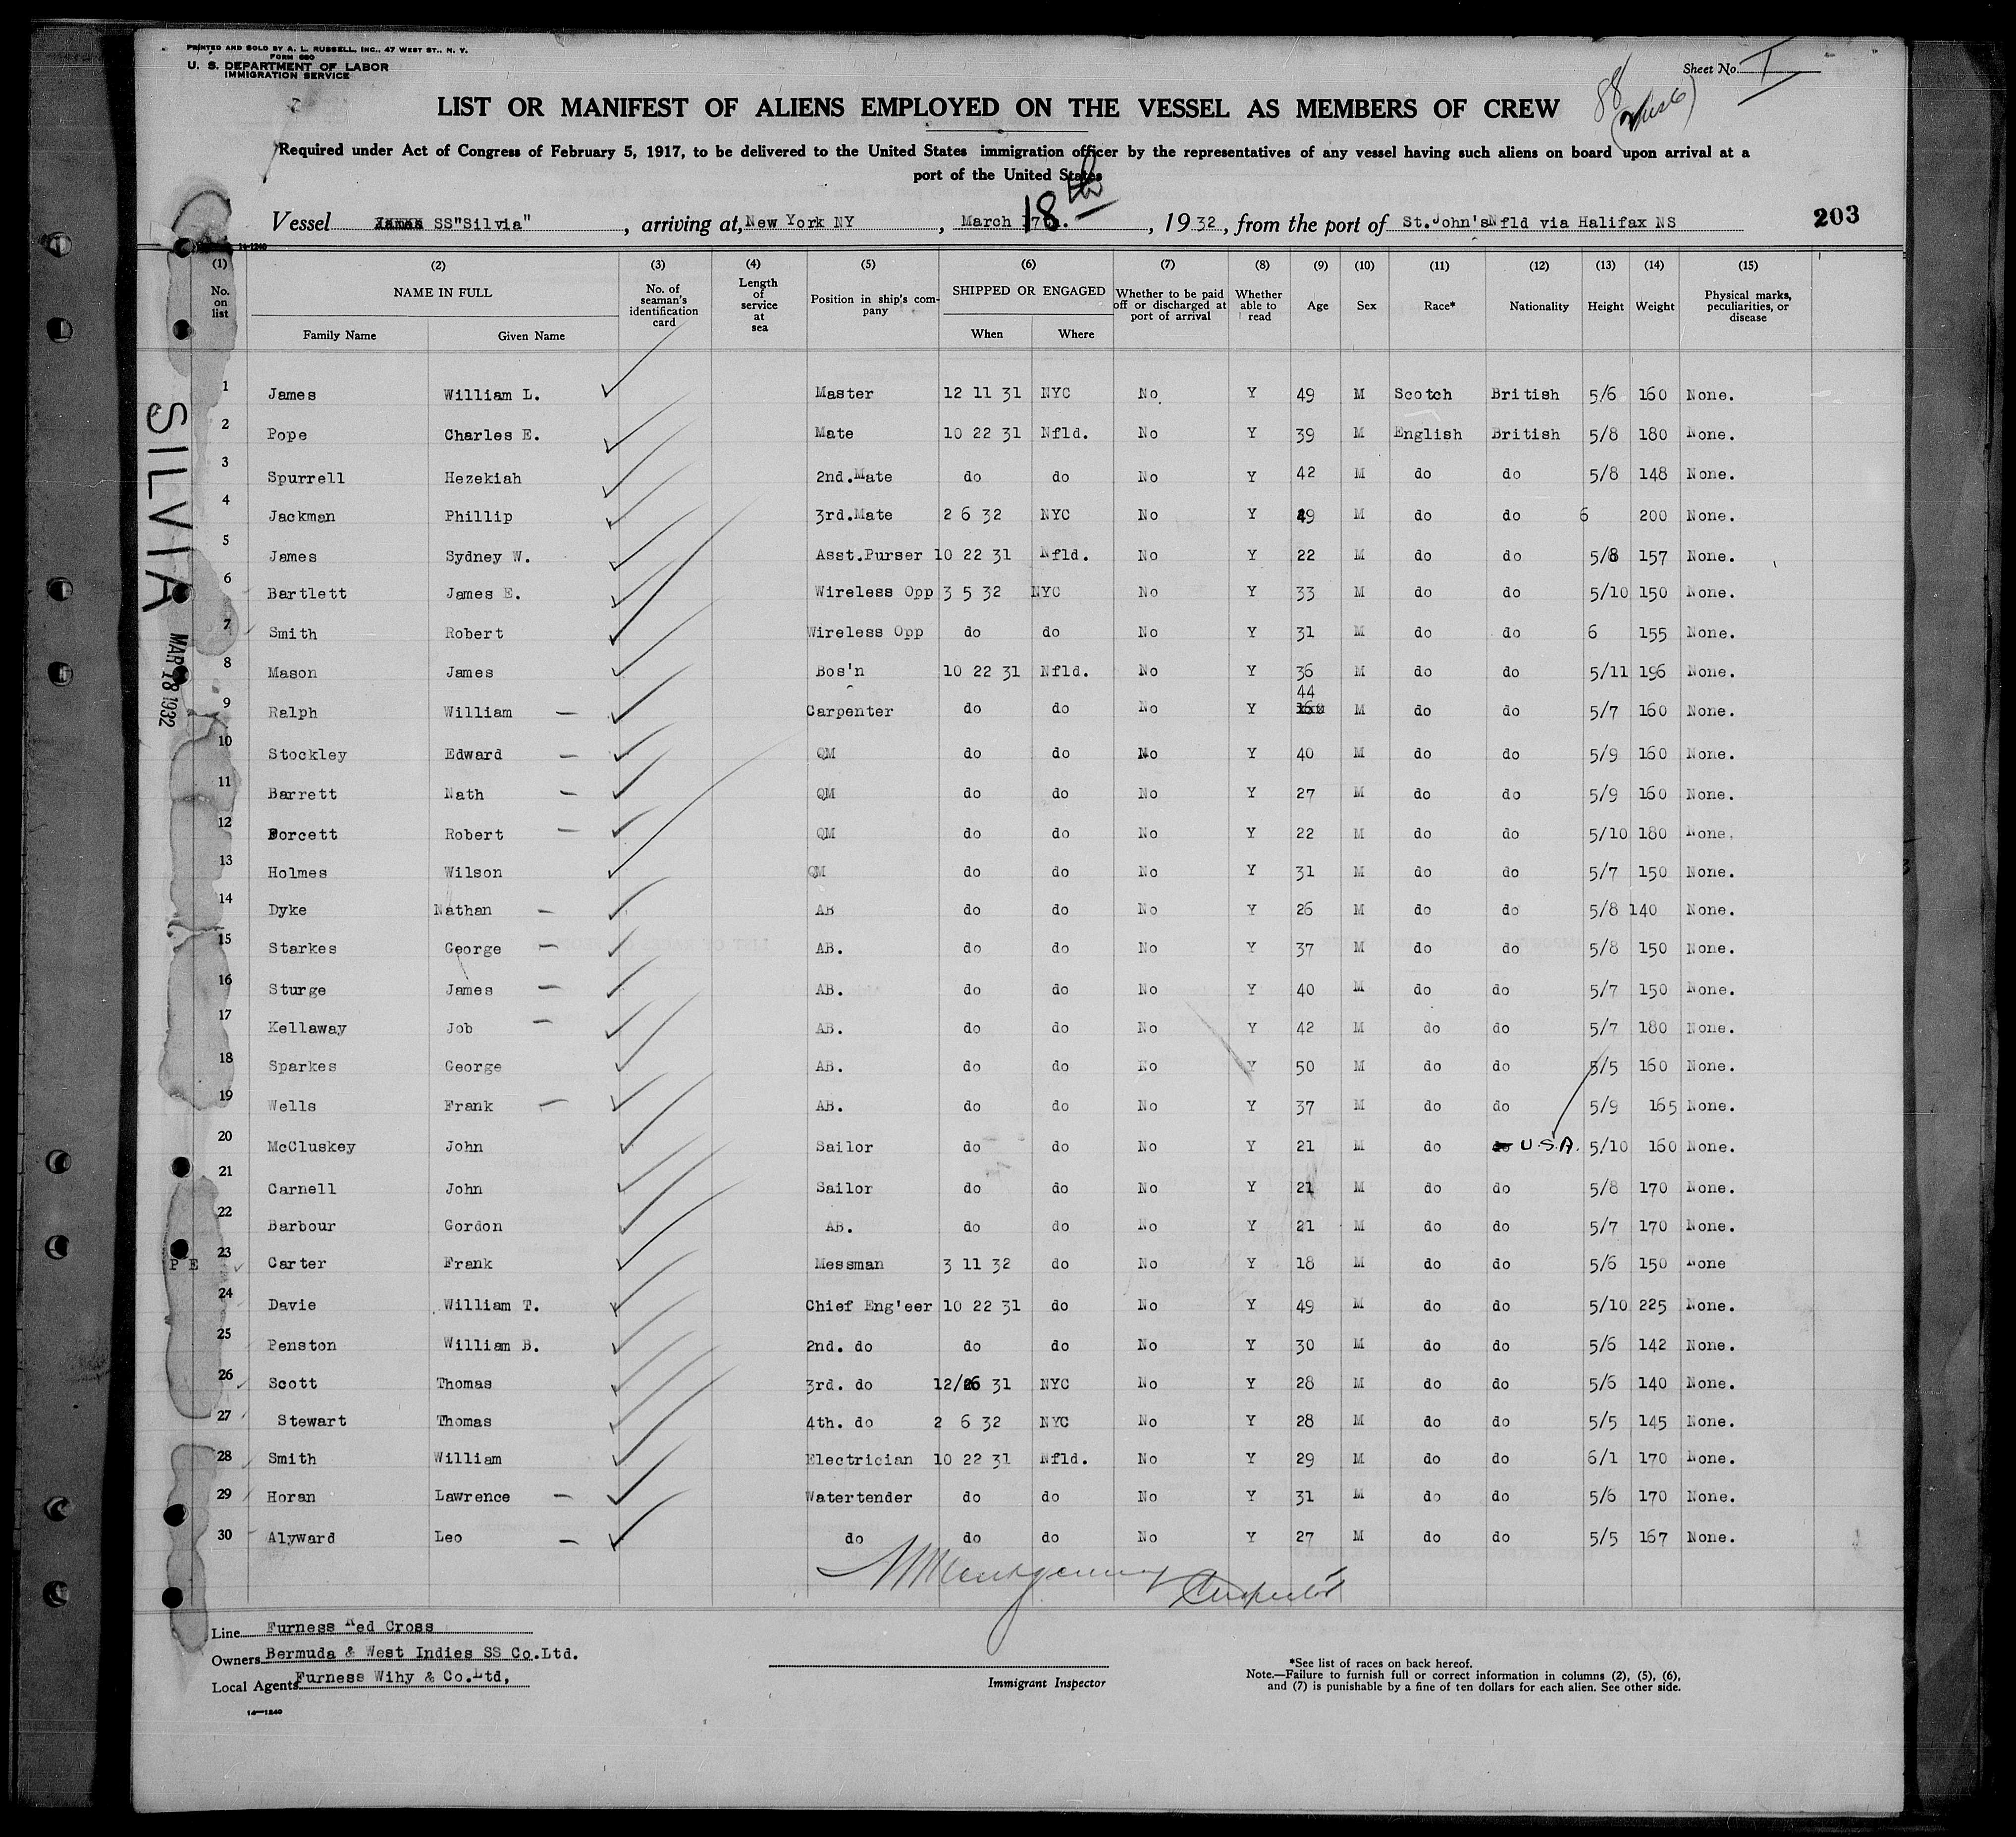 PRINTED AND SOLD BY A. L. RUSSELL, INC., 47 WEST ST., N. Y.
FORM 680
U. S. DEPARTMENT OF LABOR
IMMIGRATION SERVICE
Sheet No. I
88
LIST OR MANIFEST OF ALIENS EMPLOYED ON THE VESSEL AS MEMBERS OF CREW
Required under Act of Congress of February 5, 1917, to be delivered to the United States immigration officer by the representatives of any vessel having such aliens on board upon arrival at a
port of the United States
Vessel James SS"Silvia", arriving at, New York NY, March 18th, 1932, from the port of St.John'sNfld via Halifax NS
203
14-1240
(1) (2) (3) (4) (5) (6) (7) (8) (9) (10) (11) (12) (13) (14) (15)
No. on list NAME IN FULL Family Name Given Name No. of seaman's identification card Length of service at sea Position in ship's company SHIPPED OR ENGAGED When Where Whether to be paid off or discharged at port of arrival Whether able to read Age Sex Race* Nationality Height Weight Physical marks, peculiarities, or disease
1 James William L. Master 12 11 31 NYC No. Y 49 M Scotch British 5/6 160 None.
2 Pope Charles E. Mate 10 22 31 Nfld. No Y 39 M English British 5/8 180 None.
3 Spurrell Hezekiah 2nd.Mate do do No Y 42 M do do 5/8 148 None.
4 Jackman Phillip 3rd.Mate 2 6 32 NYC No Y 29 M do do 6 200 None.
5 James Sydney W. Asst.Purser 10 22 31 Nfld. No Y 22 M do do 5/8 157 None.
6 Bartlett James E. Wireless Opp 3 5 32 NYC No Y 33 M do do 5/10 150 None.
7 Smith Robert Wireless Opp do do No Y 31 M do do 6 155 None.
8 Mason James Bos'n 10 22 31 Nfld. No Y 36 M do do 5/11 196 None.
9 Ralph William — Carpenter do do No Y 44 M do do 5/7 160 None.
10 Stockley Edward — QM do do No Y 40 M do do 5/9 160 None.
11 Barrett Nath — QM do do No Y 27 M do do 5/9 160 None.
12 Dorcett Robert — QM do do No Y 22 M do do 5/10 180 None.
13 Holmes Wilson QM do do No Y 31 M do do 5/7 150 None.
14 Dyke Nathan — AB do do No Y 26 M do do 5/8 140 None.
15 Starkes George — AB. do do No Y 37 M do do 5/8 150 None.
16 Sturge James — AB. do do No Y 40 M do do 5/7 150 None.
17 Kellaway Job — AB. do do No Y 42 M do do 5/7 180 None.
18 Sparkes George AB. do do No Y 50 M do do 5/5 160 None.
19 Wells Frank — AB. do do No Y 37 M do do 5/9 165 None.
20 McCluskey John Sailor do do No Y 21 M do U.S.A. 5/10 160 None.
21 Carnell John Sailor do do No Y 21 M do do 5/8 170 None.
22 Barbour Gordon AB. do do No Y 21 M do do 5/7 170 None.
P E 23 Carter Frank Messman 3 11 32 do No Y 18 M do do 5/6 150 None
24 Davie William T. Chief Eng'eer 10 22 31 do No Y 49 M do do 5/10 225 None.
25 Penston William B. 2nd. do do do No Y 30 M do do 5/6 142 None.
26 Scott Thomas 3rd. do 12/26 31 NYC No Y 28 M do do 5/6 140 None.
27 Stewart Thomas 4th. do 2 6 32 NYC No Y 28 M do do 5/5 145 None.
28 Smith William Electrician 10 22 31 Nfld. No Y 29 M do do 6/1 170 None.
29 Horan Lawrence — Watertender do do No Y 31 M do do 5/6 170 None.
30 Alyward Leo — do do do No Y 27 M do do 5/5 167 None.
SILVIA
MAR 18 1932
Line Furness Red Cross
Owners Bermuda & West Indies SS Co.Ltd.
Local Agents Furness Wihy & Co.Ltd,
14—1240
Immigrant Inspector
*See list of races on back hereof.
Note.—Failure to furnish full or correct information in columns (2), (5), (6),
and (7) is punishable by a fine of ten dollars for each alien. See other side.